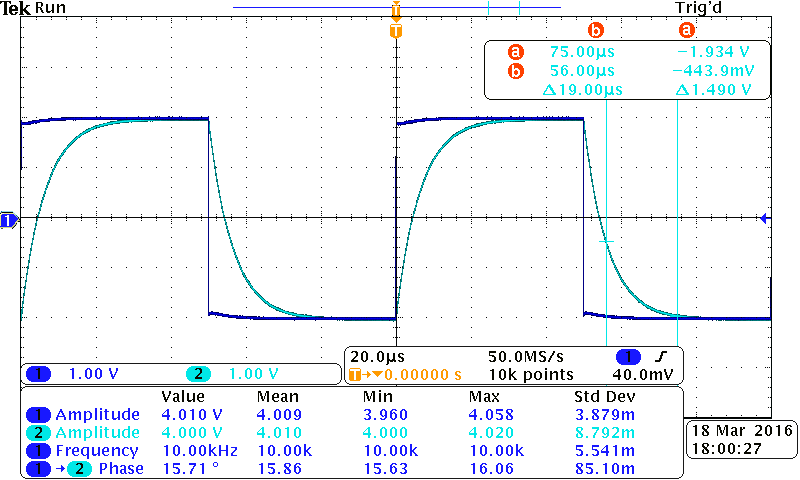 Tek Run Trig'd
T
T b a
a 75.00µs −1.934 V
b 56.00µs −443.9mV
Δ19.00µs Δ1.490 V
1
1 1.00 V 2 1.00 V
20.0µs 50.0MS/s 1
T→▼0.00000 s 10k points 40.0mV
Value Mean Min Max Std Dev
1 Amplitude 4.010 V 4.009 3.960 4.058 3.879m
2 Amplitude 4.000 V 4.010 4.000 4.020 8.792m
1 Frequency 10.00kHz 10.00k 10.00k 10.00k 5.541m
1 → 2 Phase 15.71 ° 15.86 15.63 16.06 85.10m
18 Mar 2016
18:00:27